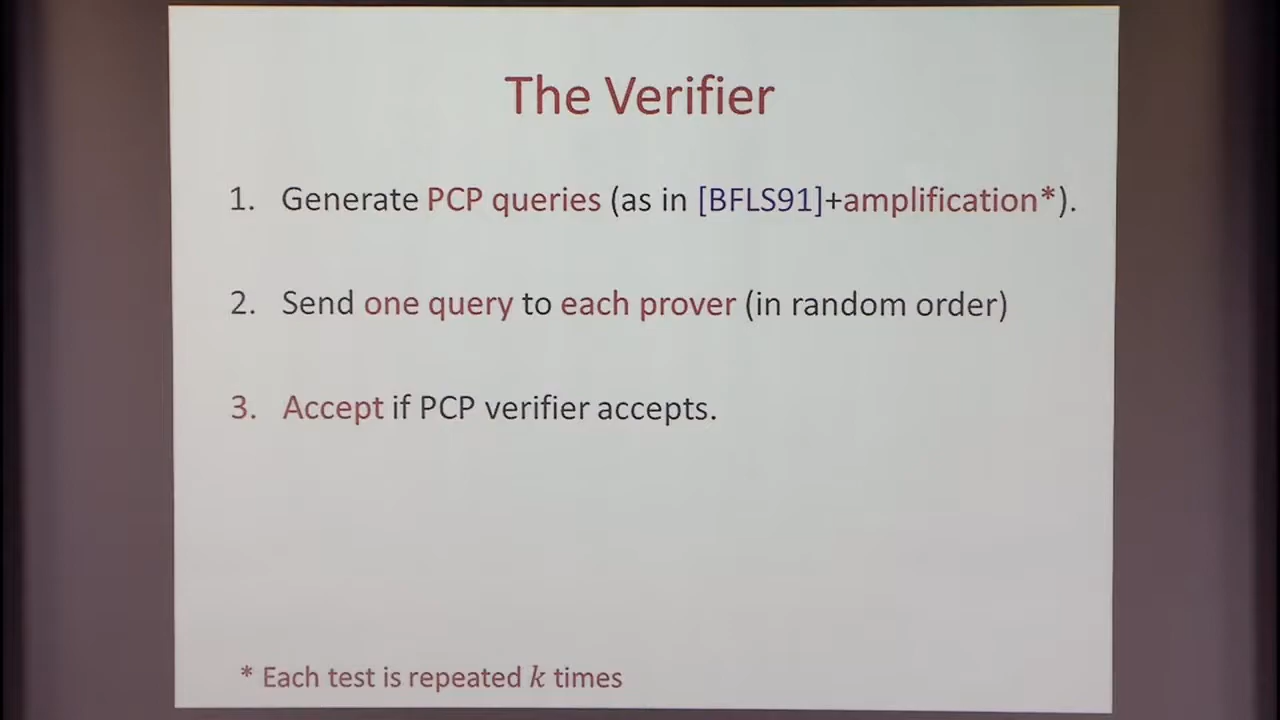 The Verifier
1. Generate PCP queries (as in [BFLS91]+amplification*).
2. Send one query to each prover (in random order)
3. Accept if PCP verifier accepts.
* Each test is repeated k times